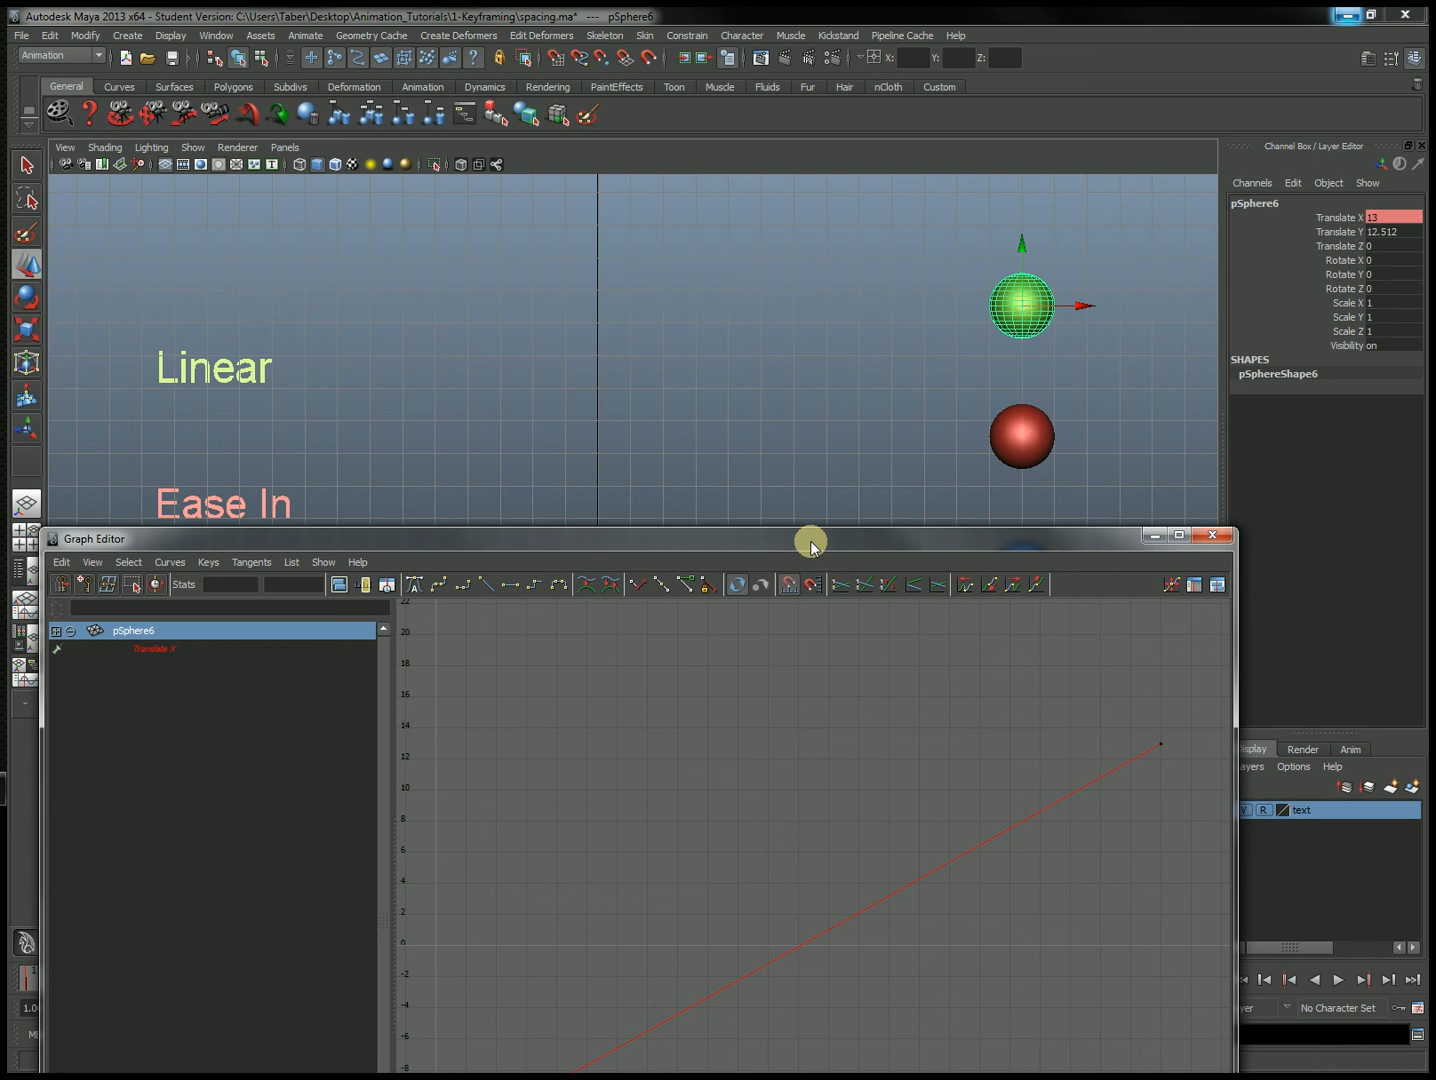 Autodesk Maya 2013 x64 - Student Version: C:\Users\Taber\Desktop\Animation_Tutorials\1-Keyframing\spacing.ma* --- pSphere6
File Edit Modify Create Display Window Assets Animate Geometry Cache Create Deformers Edit Deformers Skeleton Skin Constrain Character Muscle Kickstand Pipeline Cache Help
Animation X: Y: Z:
General Curves Surfaces Polygons Subdivs Deformation Animation Dynamics Rendering PaintEffects Toon Muscle Fluids Fur Hair nCloth Custom
View Shading Lighting Show Renderer Panels
Channel Box / Layer Editor
Channels Edit Object Show
pSphere6
Translate X 13
Translate Y 12.512
Translate Z 0
Rotate X 0
Rotate Y 0
Rotate Z 0
Scale X 1
Scale Y 1
Scale Z 1
Visibility on
SHAPES
pSphereShape6
Linear
Ease In
Graph Editor
Edit View Select Curves Keys Tangents List Show Help
Stats
pSphere6
Translate X
22
20
18
16
14
12
10
8
6
4
2
0
-2
-4
-6
-8
Display Render Anim
ayers Options Help
V R text
1
1.0
yer No Character Set
M